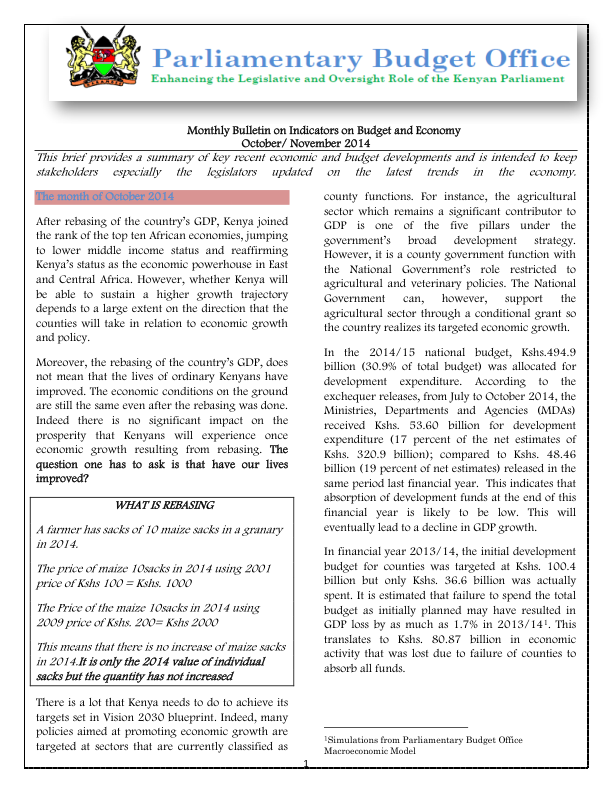 Parliamentary Budget Office
Enhancing the Legislative and Oversight Role of the Kenyan Parliament
Monthly Bulletin on Indicators on Budget and Economy
October/ November 2014
This brief provides a summary of key recent economic and budget developments and is intended to keep
stakeholders especially the legislators updated on the latest trends in the economy.
The month of October 2014
After rebasing of the country's GDP, Kenya joined
the rank of the top ten African economies, jumping
to lower middle income status and reaffirming
Kenya's status as the economic powerhouse in East
and Central Africa. However, whether Kenya will
be able to sustain a higher growth trajectory
depends to a large extent on the direction that the
counties will take in relation to economic growth
and policy.
Moreover, the rebasing of the country's GDP, does
not mean that the lives of ordinary Kenyans have
improved. The economic conditions on the ground
are still the same even after the rebasing was done.
Indeed there is no significant impact on the
prosperity that Kenyans will experience once
economic growth resulting from rebasing. The
question one has to ask is that have our lives
improved?
WHAT IS REBASING
A farmer has sacks of 10 maize sacks in a granary
in 2014.
The price of maize 10sacks in 2014 using 2001
price of Kshs 100 = Kshs. 1000
The Price of the maize 10sacks in 2014 using
2009 price of Kshs. 200= Kshs 2000
This means that there is no increase of maize sacks
in 2014.It is only the 2014 value of individual
sacks but the quantity has not increased
There is a lot that Kenya needs to do to achieve its
targets set in Vision 2030 blueprint. Indeed, many
policies aimed at promoting economic growth are
targeted at sectors that are currently classified as
county functions. For instance, the agricultural
sector which remains a significant contributor to
GDP is one of the five pillars under the
government's broad development strategy.
However, it is a county government function with
the National Government's role restricted to
agricultural and veterinary policies. The National
Government can, however, support the
agricultural sector through a conditional grant so
the country realizes its targeted economic growth.
In the 2014/15 national budget, Kshs.494.9
billion (30.9% of total budget) was allocated for
development expenditure. According to the
exchequer releases, from July to October 2014, the
Ministries, Departments and Agencies (MDAs)
received Kshs. 53.60 billion for development
expenditure (17 percent of the net estimates of
Kshs. 320.9 billion); compared to Kshs. 48.46
billion (19 percent of net estimates) released in the
same period last financial year. This indicates that
absorption of development funds at the end of this
financial year is likely to be low. This will
eventually lead to a decline in GDP growth.
In financial year 2013/14, the initial development
budget for counties was targeted at Kshs. 100.4
billion but only Kshs. 36.6 billion was actually
spent. It is estimated that failure to spend the total
budget as initially planned may have resulted in
GDP loss by as much as 1.7% in 2013/14¹. This
translates to Kshs. 80.87 billion in economic
activity that was lost due to failure of counties to
absorb all funds.
¹Simulations from Parliamentary Budget Office
Macroeconomic Model
1